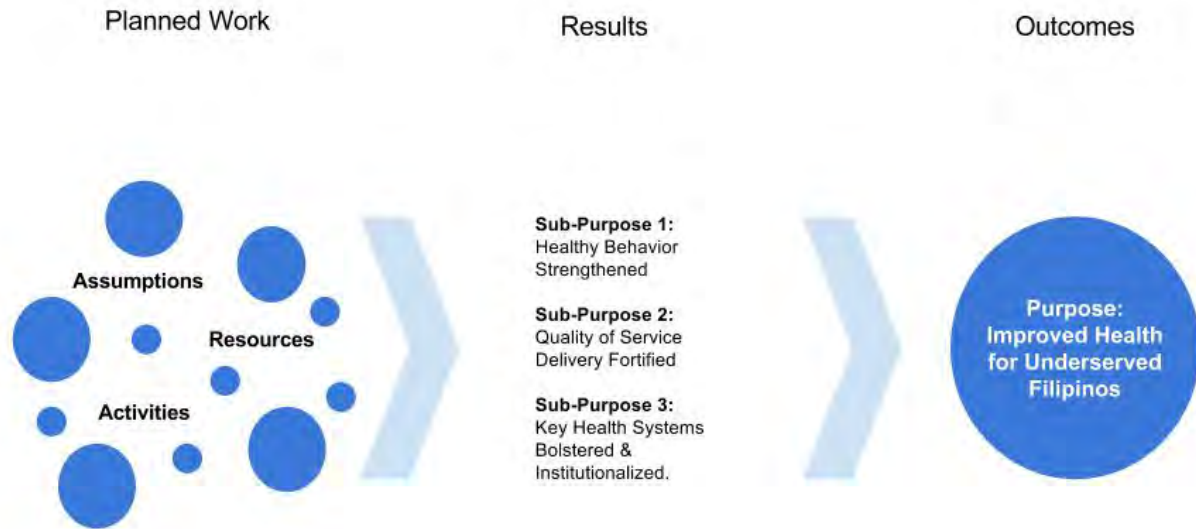 Planned Work
Results
Outcomes
Assumptions
Resources
Activities
Sub-Purpose 1:
Healthy Behavior
Strengthened
Sub-Purpose 2:
Quality of Service
Delivery Fortified
Sub-Purpose 3:
Key Health Systems
Bolstered &
Institutionalized.
Purpose:
Improved Health
for Underserved
Filipinos